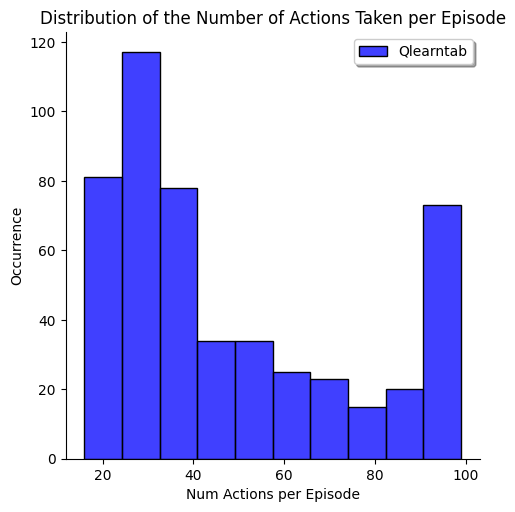 Distribution of the Number of Actions Taken per Episode
Qlearntab
120
100
80
60
40
20
0
Occurrence
20 40 60 80 100
Num Actions per Episode